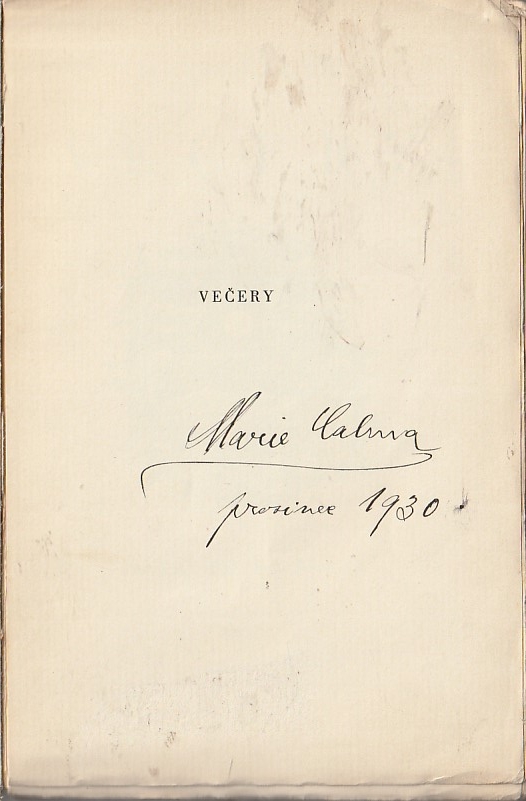 VEČERY
Marie Calma
prosinec 1930